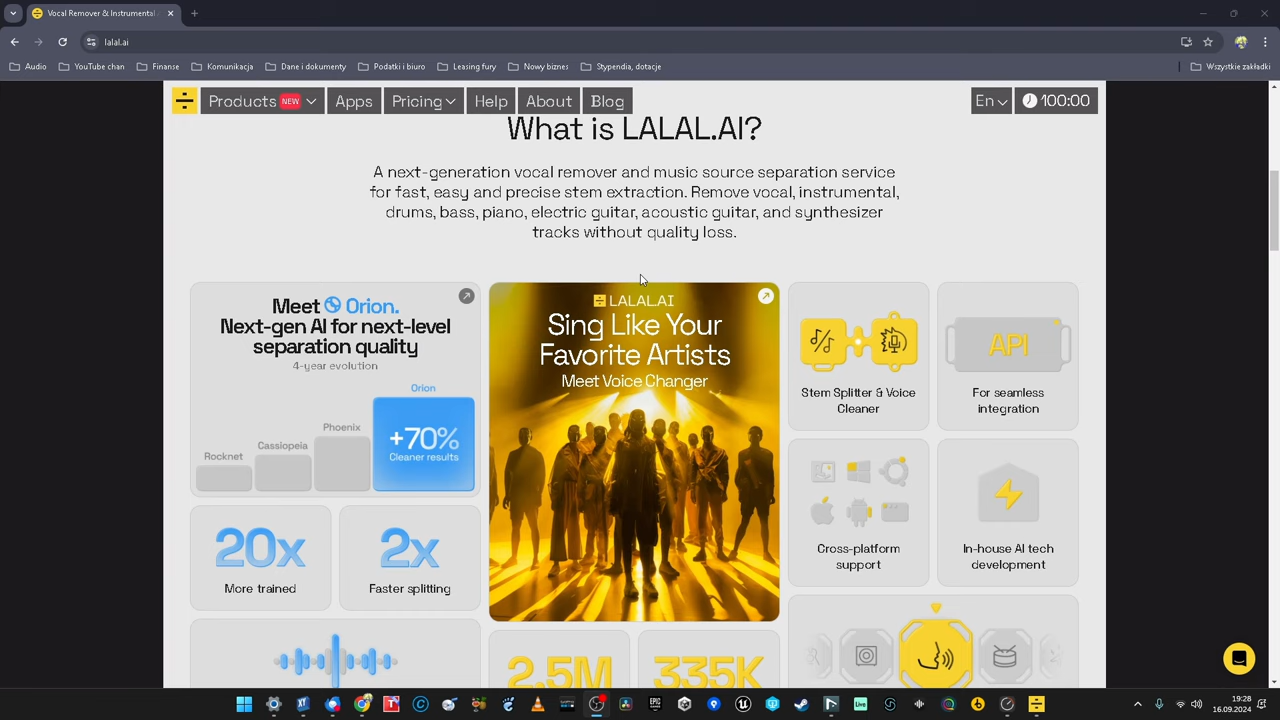 Vocal Remover & Instrumental
lalal.ai
Audio
YouTube chan
Finanse
Komunikacja
Dane i dokumenty
Podatki i biuro
Leasing fury
Nowy biznes
Stypendia, dotacje
Wszystkie zakładki
Products NEW
Apps
Pricing
Help
About
Blog
En
100:00
What is LALAL.AI?
A next-generation vocal remover and music source separation service
for fast, easy and precise stem extraction. Remove vocal, instrumental,
drums, bass, piano, electric guitar, acoustic guitar, and synthesizer
tracks without quality loss.
Meet Orion.
Next-gen AI for next-level
separation quality
4-year evolution
Rocknet
Cassiopeia
Phoenix
Orion
+70%
Cleaner results
20x
More trained
2x
Faster splitting
LALAL.AI
Sing Like Your
Favorite Artists
Meet Voice Changer
2.5M
335K
Stem Splitter & Voice
Cleaner
API
For seamless
integration
Cross-platform
support
In-house AI tech
development
Live
19:28
16.09.2024